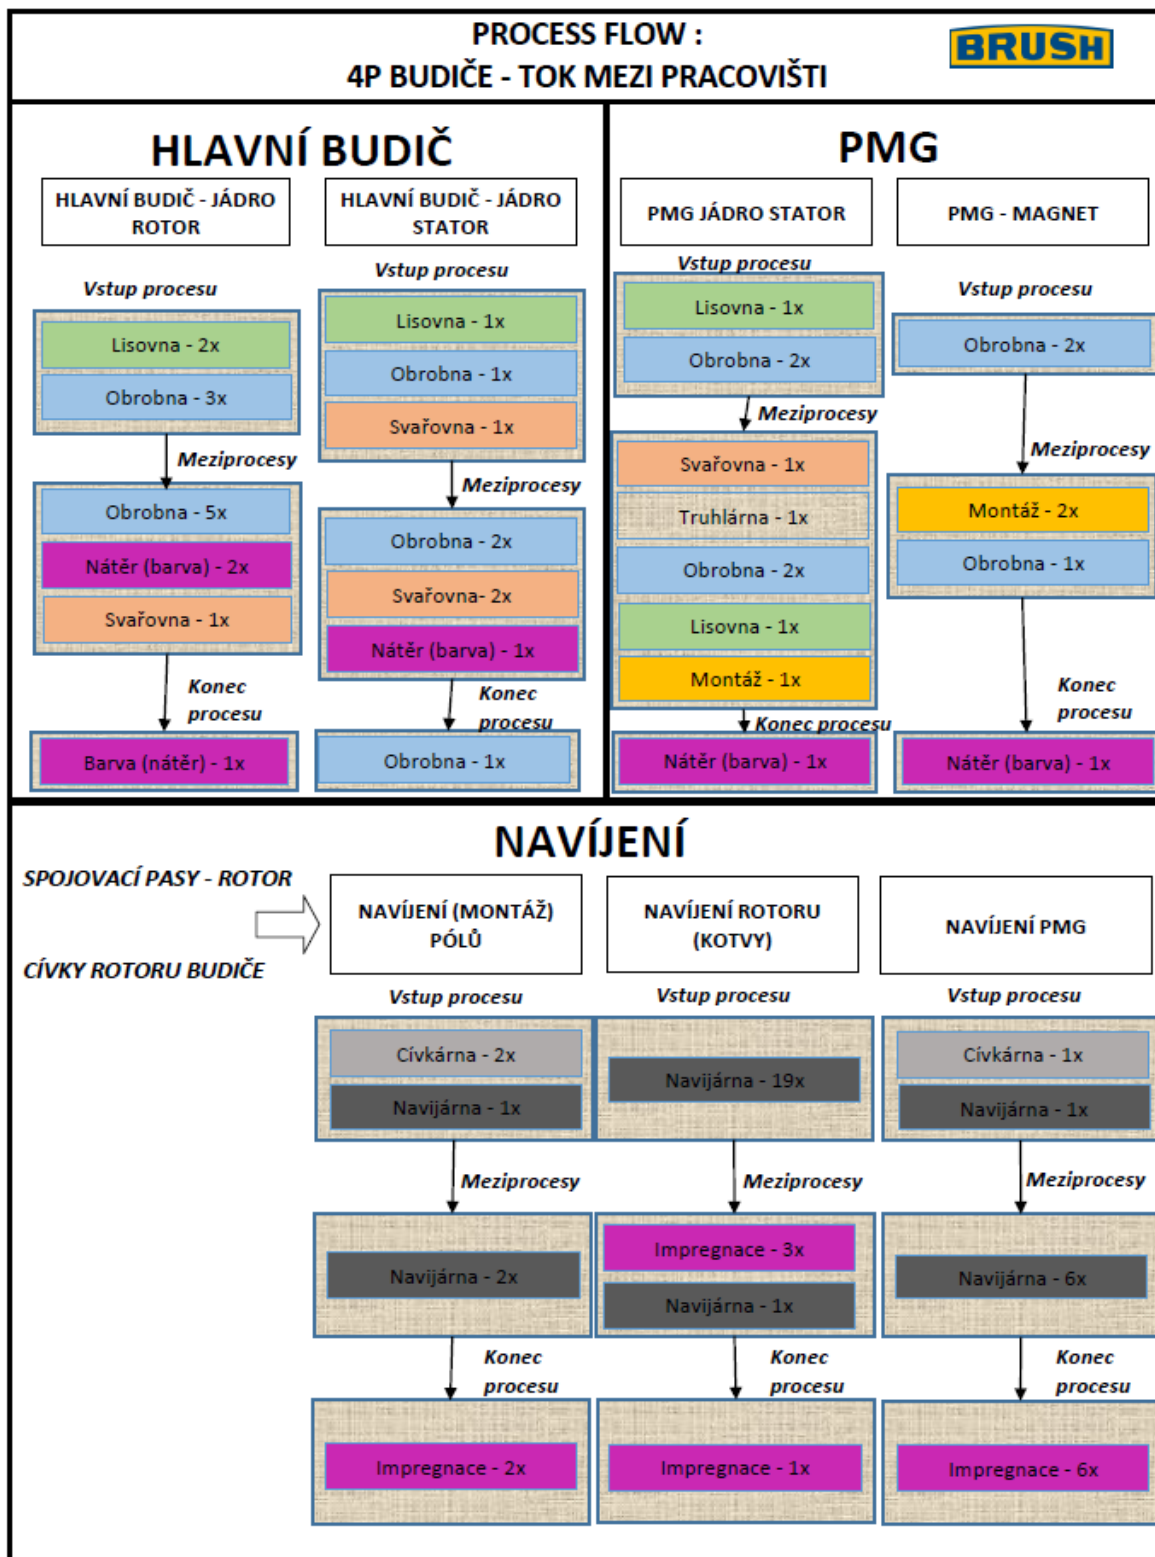 PROCESS FLOW :
4P BUDIČE - TOK MEZI PRACOVIŠTI
BRUSH
HLAVNÍ BUDIČ
HLAVNÍ BUDIČ - JÁDRO
ROTOR
Vstup procesu
Lisovna - 2x
Obrobna - 3x
Meziprocesy
Obrobna - 5x
Nátěr (barva) - 2x
Svařovna - 1x
Konec
procesu
Barva (nátěr) - 1x
HLAVNÍ BUDIČ - JÁDRO
STATOR
Vstup procesu
Lisovna - 1x
Obrobna - 1x
Svařovna - 1x
Meziprocesy
Obrobna - 2x
Svařovna- 2x
Nátěr (barva) - 1x
Konec
procesu
Obrobna - 1x
PMG
PMG JÁDRO STATOR
Vstup procesu
Lisovna - 1x
Obrobna - 2x
Meziprocesy
Svařovna - 1x
Truhlárna - 1x
Obrobna - 2x
Lisovna - 1x
Montáž - 1x
Konec procesu
Nátěr (barva) - 1x
PMG - MAGNET
Vstup procesu
Obrobna - 2x
Meziprocesy
Montáž - 2x
Obrobna - 1x
Konec
procesu
Nátěr (barva) - 1x
NAVÍJENÍ
SPOJOVACÍ PASY - ROTOR
CÍVKY ROTORU BUDIČE
NAVÍJENÍ (MONTÁŽ)
PÓLŮ
Vstup procesu
Cívkárna - 2x
Navijárna - 1x
Meziprocesy
Navijárna - 2x
Konec
procesu
Impregnace - 2x
NAVÍJENÍ ROTORU
(KOTVY)
Vstup procesu
Navijárna - 19x
Meziprocesy
Impregnace - 3x
Navijárna - 1x
Konec
procesu
Impregnace - 1x
NAVÍJENÍ PMG
Vstup procesu
Cívkárna - 1x
Navijárna - 1x
Meziprocesy
Navijárna - 6x
Konec
procesu
Impregnace - 6x